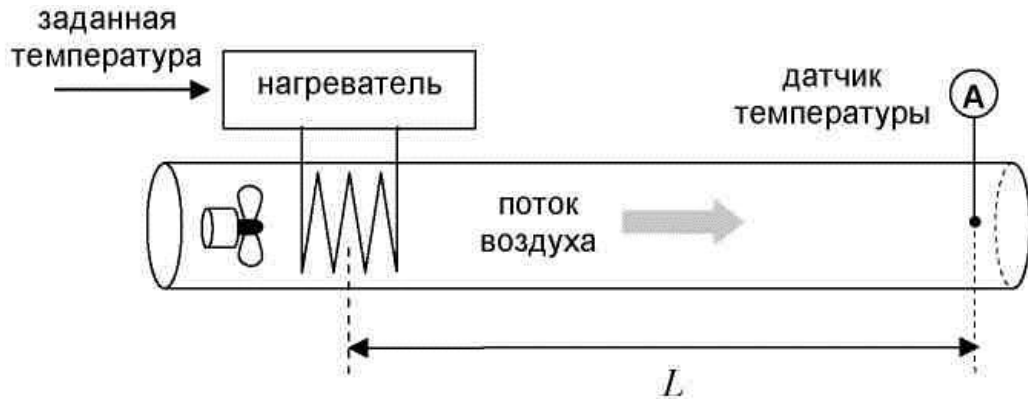 заданная
температура
нагреватель
датчик
температуры
А
поток
воздуха
L